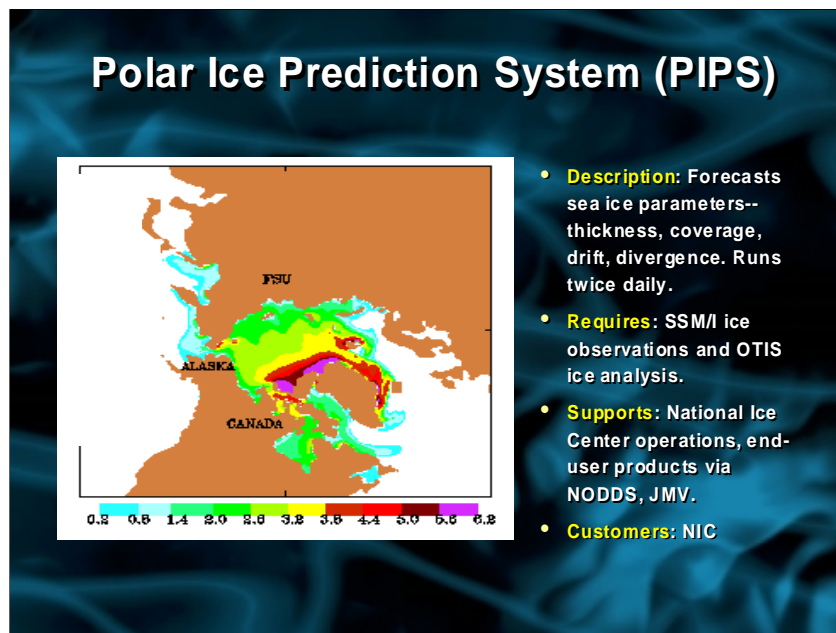 Polar Ice Prediction System (PIPS)
FSU
ALASKA
CANADA
0.2 0.8 1.4 2.0 2.6 3.2 3.8 4.4 5.0 5.6 6.2
• Description: Forecasts
sea ice parameters--
thickness, coverage,
drift, divergence. Runs
twice daily.
• Requires: SSM/I ice
observations and OTIS
ice analysis.
• Supports: National Ice
Center operations, end-
user products via
NODDS, JMV.
• Customers: NIC